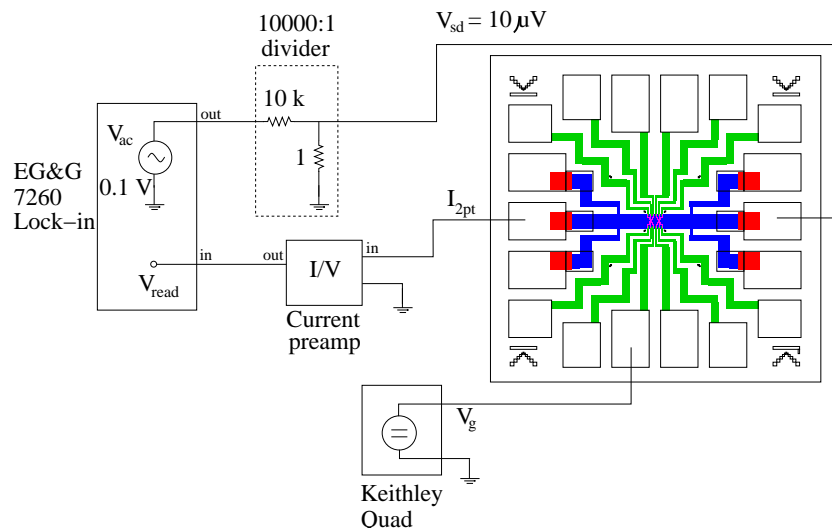 10000:1
divider
V_sd = 10 µV
10 k
out
V_ac
1
EG&G
7260
Lock−in
0.1 V
I_2pt
in
out
in
I/V
V_read
Current
preamp
V_g
Keithley
Quad